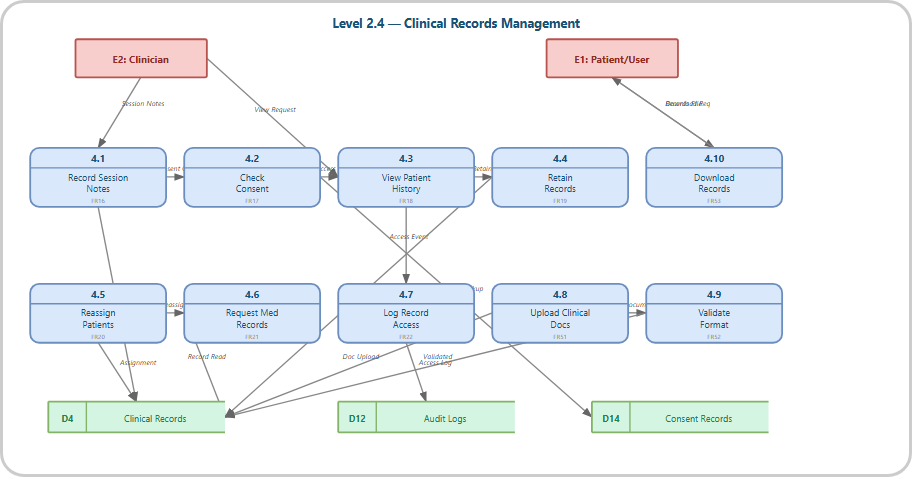 Level 2.4 — Clinical Records Management
E2: Clinician
E1: Patient/User
Session Notes
View Request
4.1
Record Session
Notes
FR16
4.2
Check
Consent
FR17
4.3
View Patient
History
FR18
4.4
Retain
Records
FR19
4.10
Download
Records
FR53
Access Event
4.5
Reassign
Patients
FR20
4.6
Request Med
Records
FR21
4.7
Log Record
Access
FR22
4.8
Upload Clinical
Docs
FR51
4.9
Validate
Format
FR52
Assignment
Record Read
Doc Upload
Validated
Access Log
D4
Clinical Records
D12
Audit Logs
D14
Consent Records